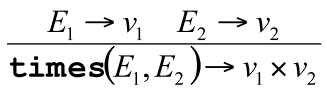 E₁ → v₁   E₂ → v₂
times(E₁, E₂) → v₁ × v₂